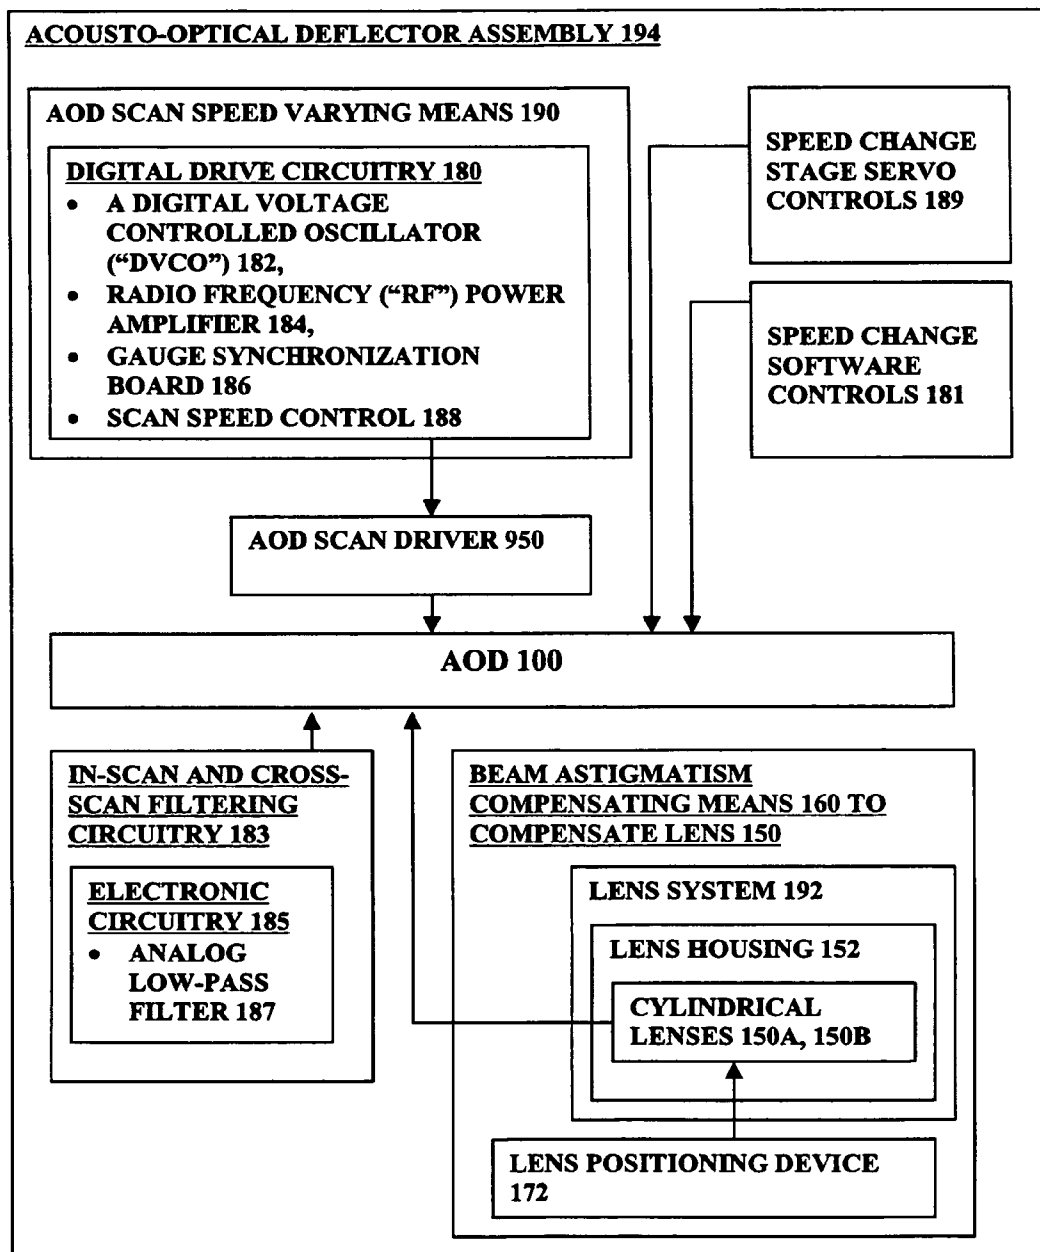 ACOUSTO-OPTICAL DEFLECTOR ASSEMBLY 194
AOD SCAN SPEED VARYING MEANS 190
DIGITAL DRIVE CIRCUITRY 180
• A DIGITAL VOLTAGE
CONTROLLED OSCILLATOR
(“DVCO”) 182,
• RADIO FREQUENCY (“RF”) POWER
AMPLIFIER 184,
• GAUGE SYNCHRONIZATION
BOARD 186
• SCAN SPEED CONTROL 188
SPEED CHANGE
STAGE SERVO
CONTROLS 189
SPEED CHANGE
SOFTWARE
CONTROLS 181
AOD SCAN DRIVER 950
AOD 100
IN-SCAN AND CROSS-
SCAN FILTERING
CIRCUITRY 183
ELECTRONIC
CIRCUITRY 185
• ANALOG
LOW-PASS
FILTER 187
BEAM ASTIGMATISM
COMPENSATING MEANS 160 TO
COMPENSATE LENS 150
LENS SYSTEM 192
LENS HOUSING 152
CYLINDRICAL
LENSES 150A, 150B
LENS POSITIONING DEVICE
172